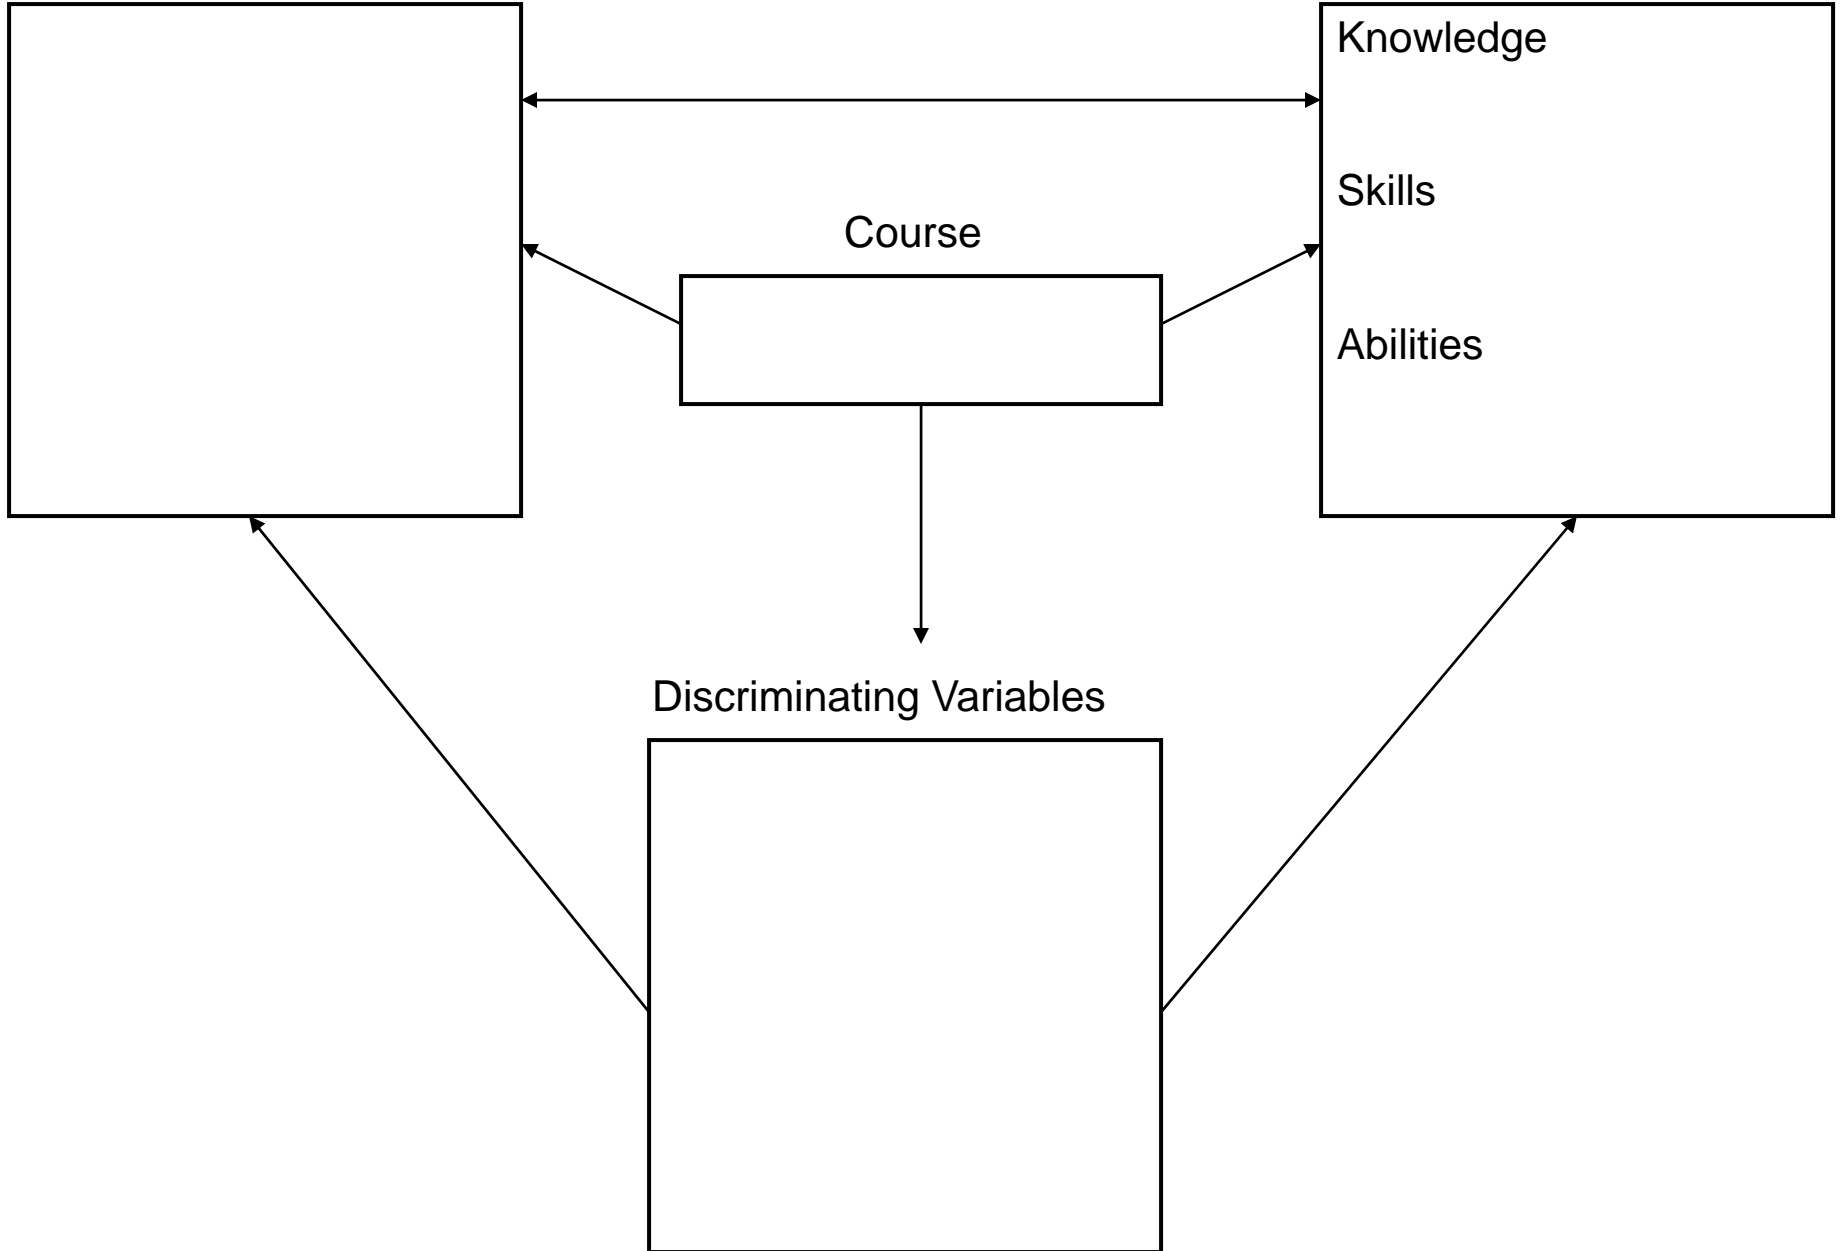 Knowledge
Skills
Course
Abilities
Discriminating Variables